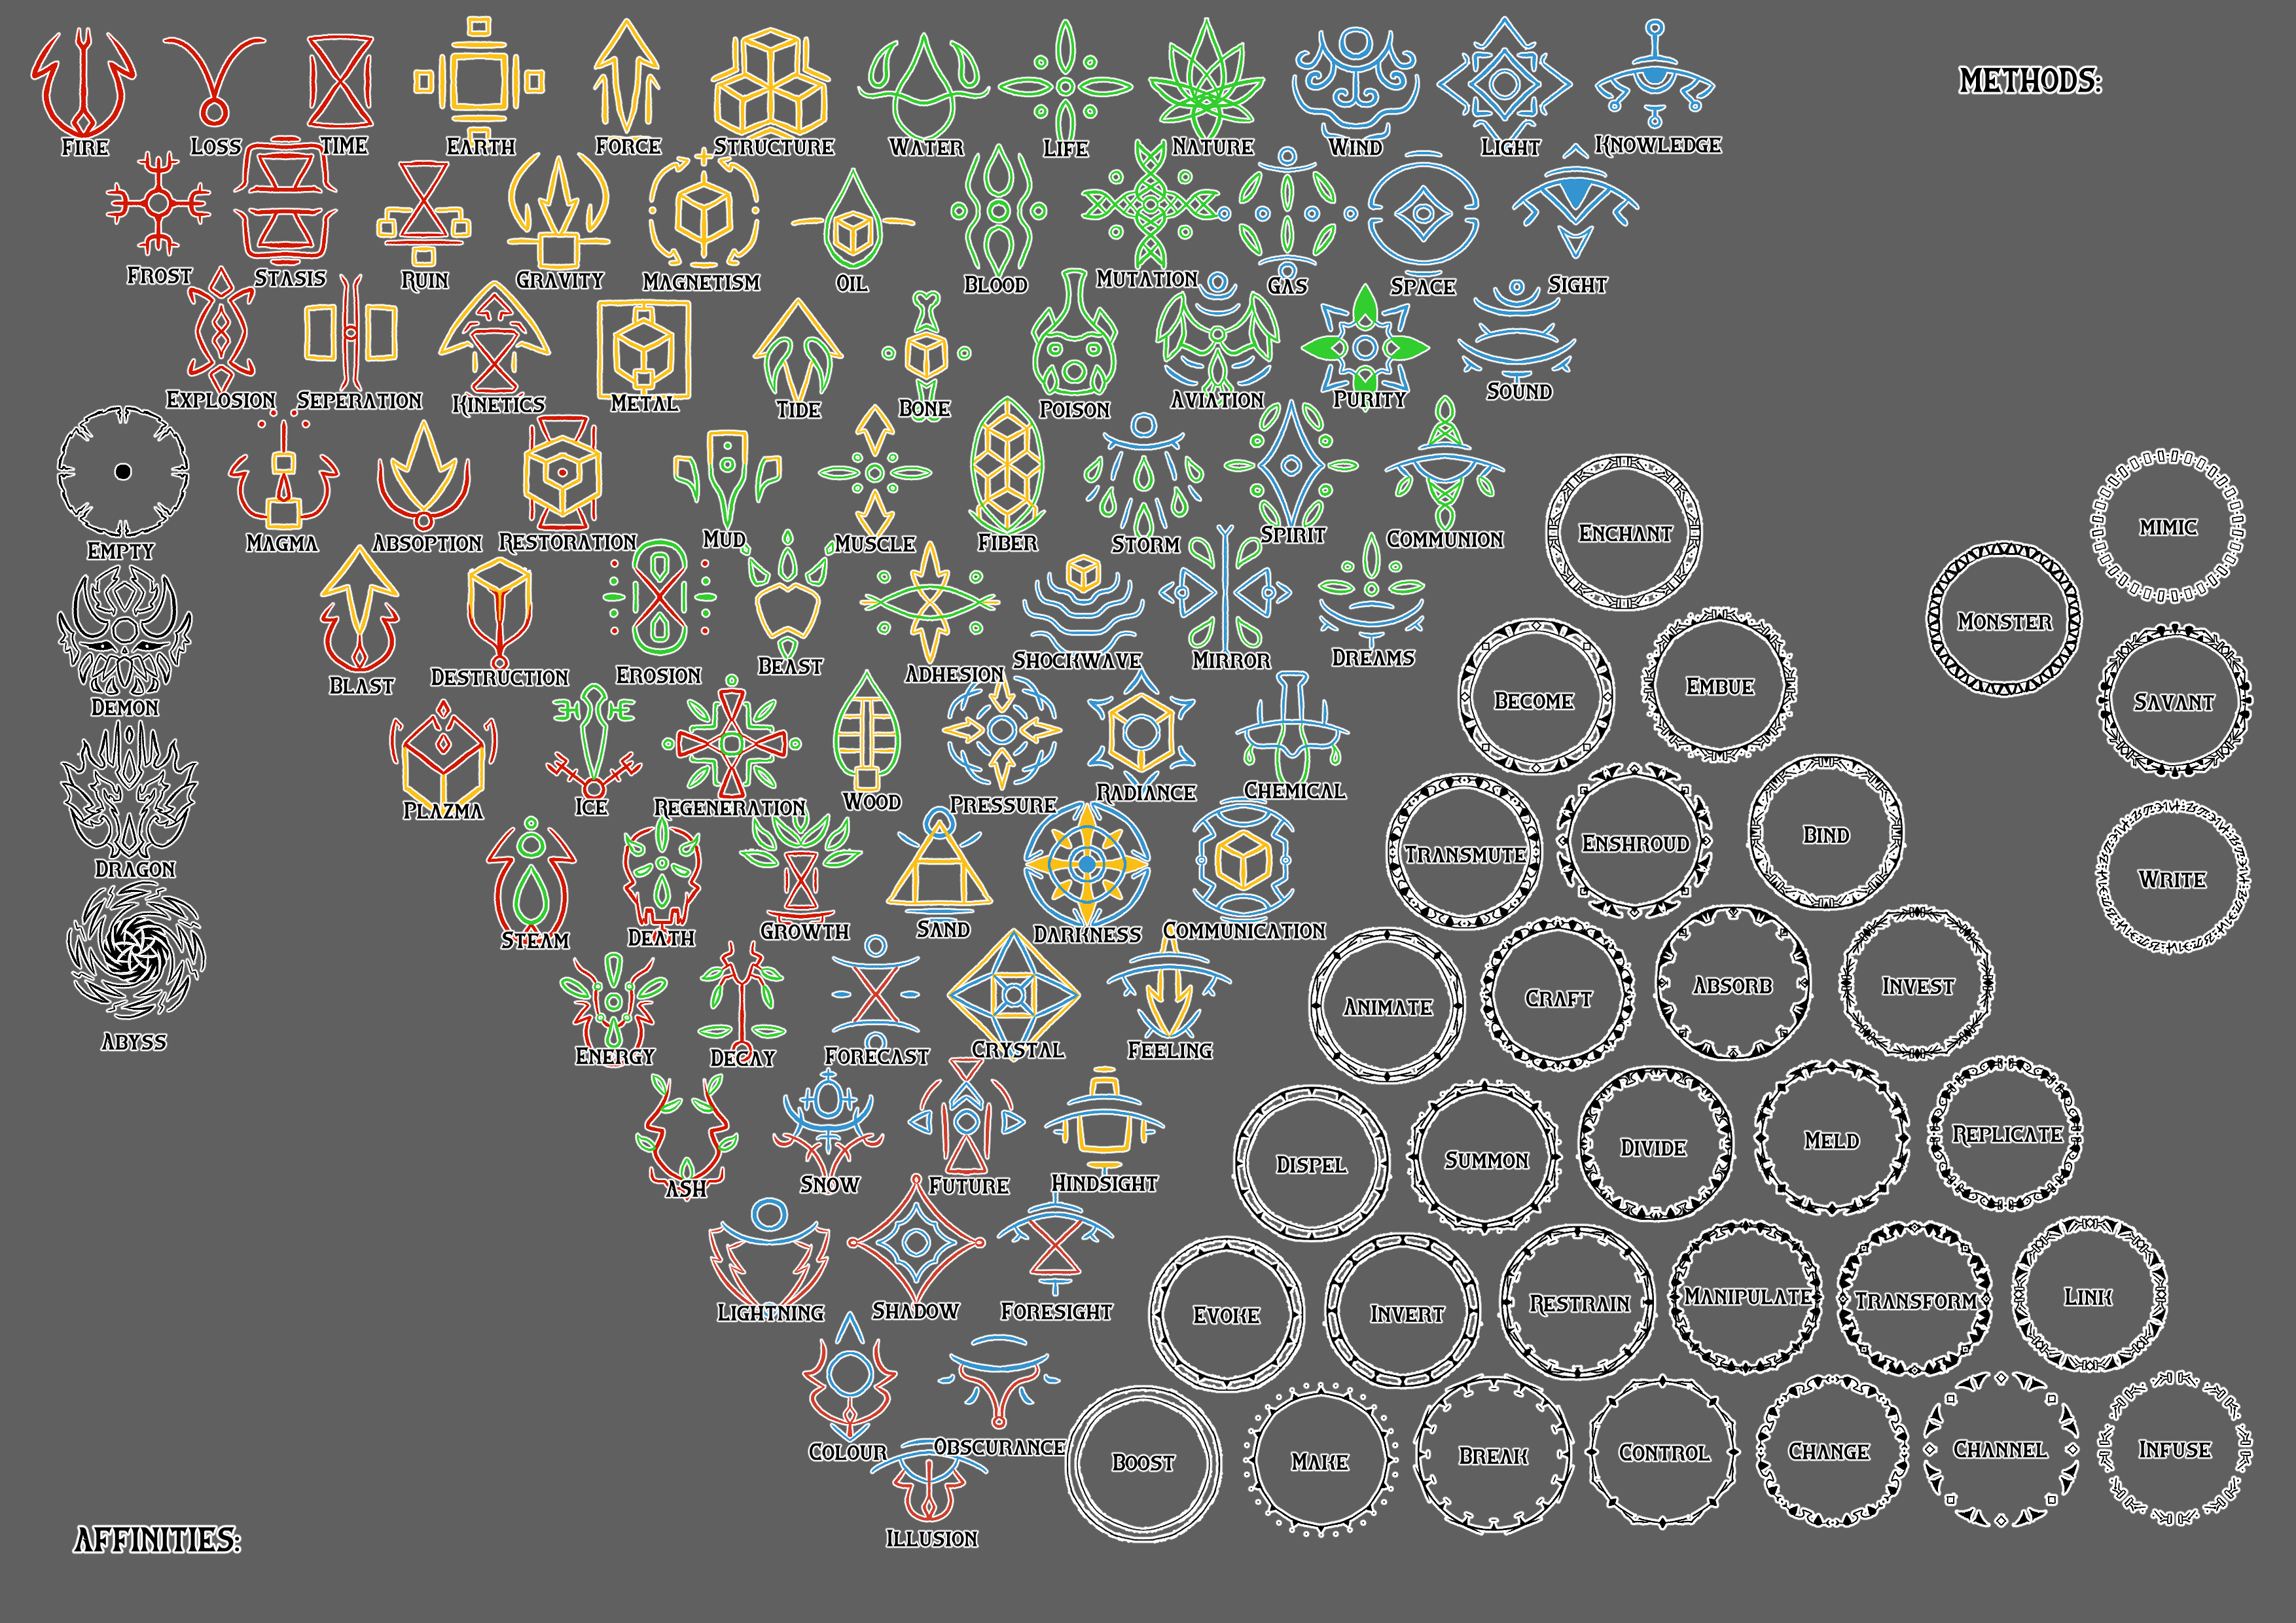 METHODS:
FIRE
LOSS
TIME
EARTH
FORCE
STRUCTURE
WATER
LIFE
NATURE
WIND
LIGHT
KNOWLEDGE
FROST
STASIS
RUIN
GRAVITY
MAGNETISM
OIL
BLOOD
MUTATION
GAS
SPACE
SIGHT
EXPLOSION
SEPERATION
KINETICS
METAL
TIDE
BONE
POISON
AVIATION
PURITY
SOUND
EMPTY
MAGMA
ABSOPTION
RESTORATION
MUD
MUSCLE
FIBER
STORM
SPIRIT
COMMUNION
DEMON
BLAST
DESTRUCTION
EROSION
BEAST
ADHESION
SHOCKWAVE
MIRROR
DREAMS
DRAGON
PLAZMA
ICE
REGENERATION
WOOD
PRESSURE
RADIANCE
CHEMICAL
STEAM
DEATH
GROWTH
SAND
DARKNESS
COMMUNICATION
ABYSS
ENERGY
DECAY
FORECAST
CRYSTAL
FEELING
ASH
SNOW
FUTURE
HINDSIGHT
LIGHTNING
SHADOW
FORESIGHT
COLOUR
OBSCURANCE
ILLUSION
AFFINITIES:
ENCHANT
MIMIC
MONSTER
BECOME
EMBUE
SAVANT
TRANSMUTE
ENSHROUD
BIND
WRITE
ANIMATE
CRAFT
ABSORB
INVEST
DISPEL
SUMMON
DIVIDE
MELD
REPLICATE
EVOKE
INVERT
RESTRAIN
MANIPULATE
TRANSFORM
LINK
BOOST
MAKE
BREAK
CONTROL
CHANGE
CHANNEL
INFUSE